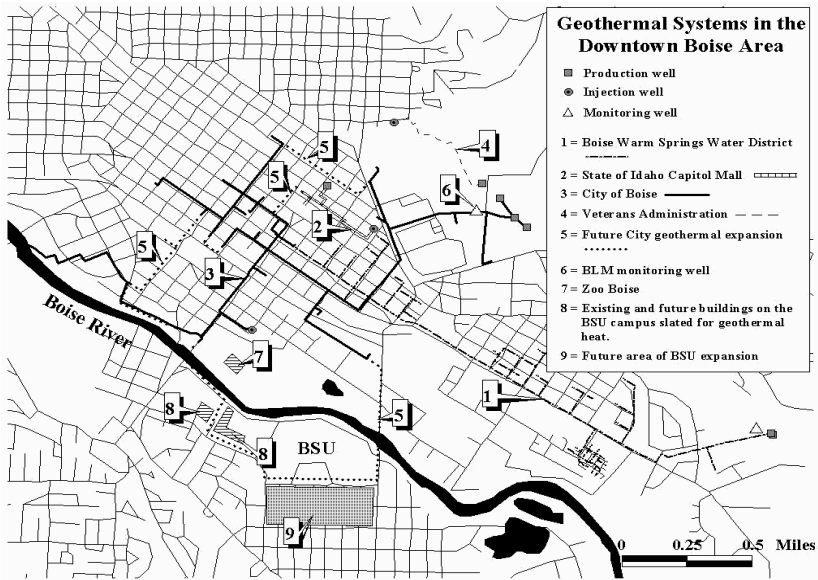 Geothermal Systems in the
Downtown Boise Area
Production well
Injection well
Monitoring well
1 = Boise Warm Springs Water District
2 = State of Idaho Capitol Mall
3 = City of Boise
4 = Veterans Administration
5 = Future City geothermal expansion
6 = BLM monitoring well
7 = Zoo Boise
8 = Existing and future buildings on the
BSU campus slated for geothermal
heat.
9 = Future area of BSU expansion
4
5
5
6
2
5
3
Boise River
7
1
8
5
8
BSU
9
0 0.25 0.5 Miles